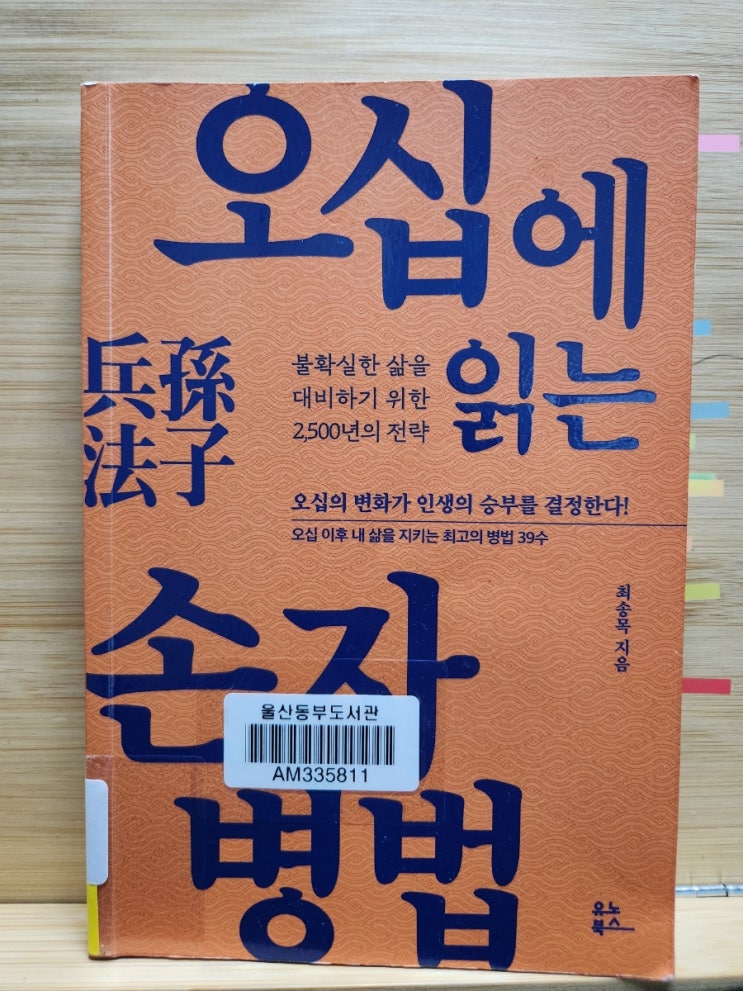 오십에
읽는
孫子
兵法
불확실한 삶을
대비하기 위한
2,500년의 전략
오십의 변화가 인생의 승부를 결정한다!
오십 이후 내 삶을 지키는 최고의 병법 39수
최송목 지음
손자
병법
울산동부도서관
AM335811
유노
북스